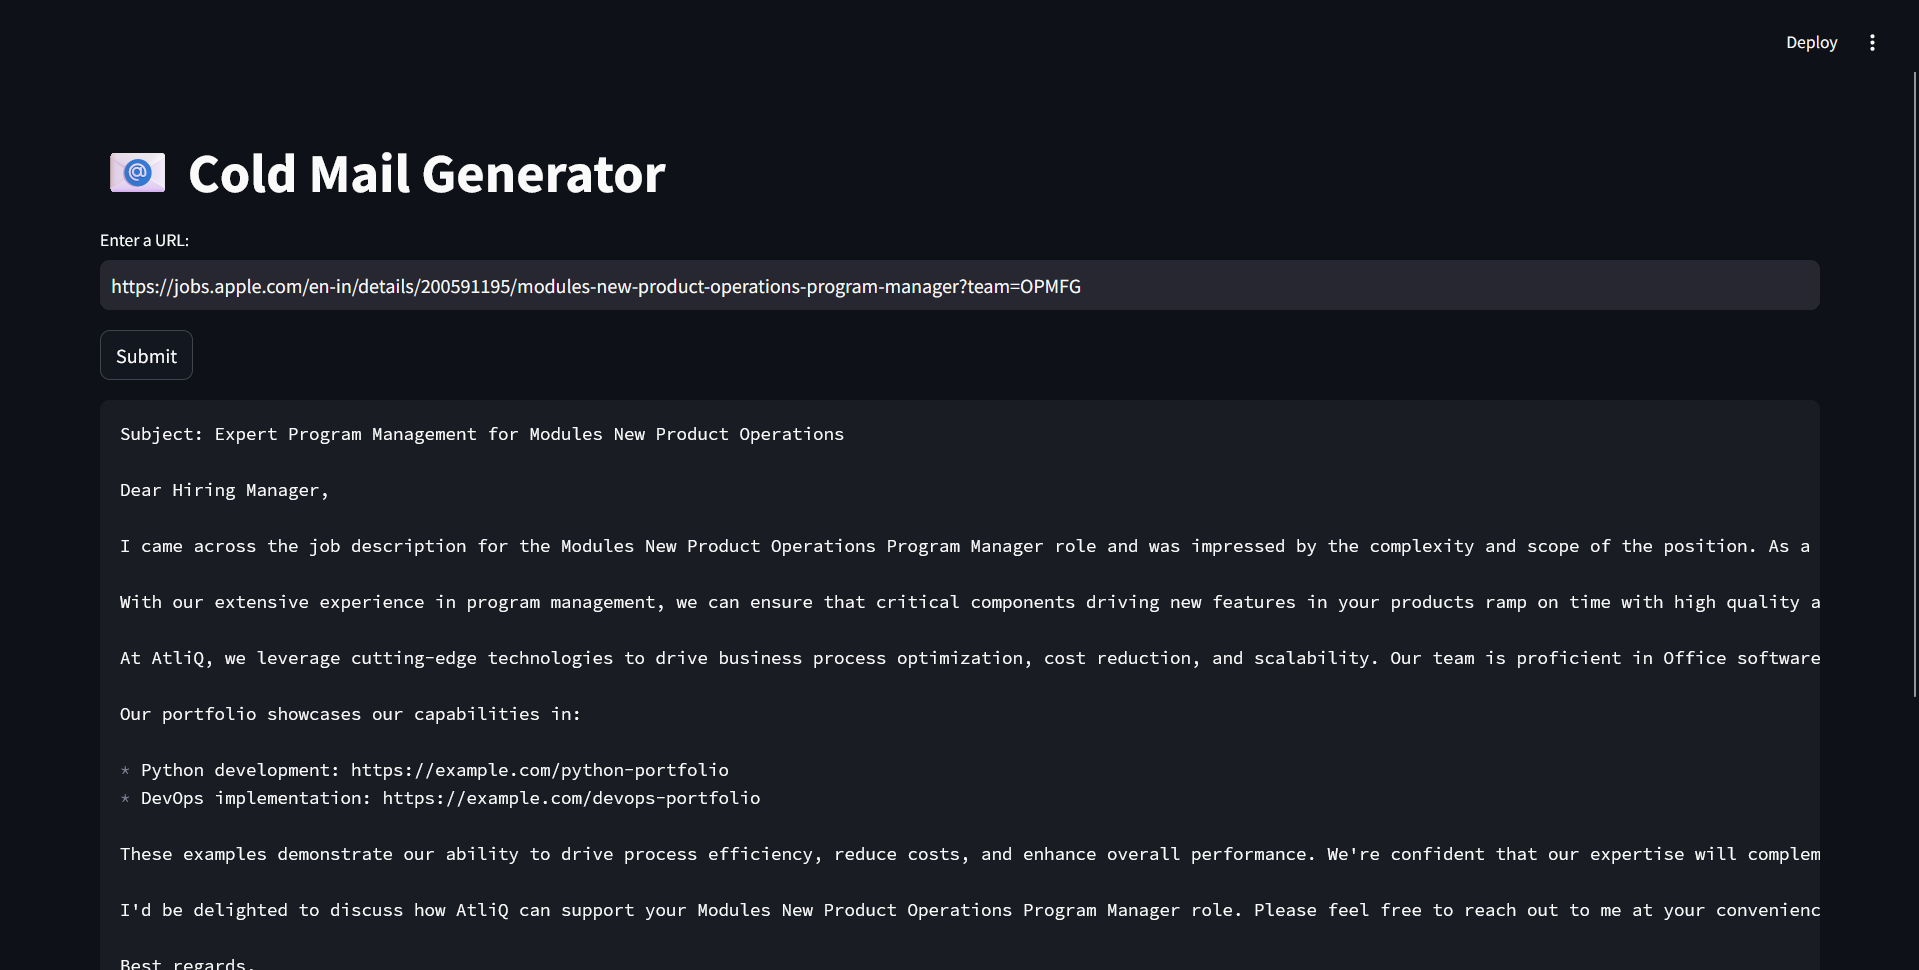 Deploy
Cold Mail Generator
Enter a URL:
https://jobs.apple.com/en-in/details/200591195/modules-new-product-operations-program-manager?team=OPMFG
Submit
Subject: Expert Program Management for Modules New Product Operations
Dear Hiring Manager,
I came across the job description for the Modules New Product Operations Program Manager role and was impressed by the complexity and scope of the position. As a
With our extensive experience in program management, we can ensure that critical components driving new features in your products ramp on time with high quality a
At AtliQ, we leverage cutting-edge technologies to drive business process optimization, cost reduction, and scalability. Our team is proficient in Office software
Our portfolio showcases our capabilities in:
* Python development: https://example.com/python-portfolio
* DevOps implementation: https://example.com/devops-portfolio
These examples demonstrate our ability to drive process efficiency, reduce costs, and enhance overall performance. We're confident that our expertise will complem
I'd be delighted to discuss how AtliQ can support your Modules New Product Operations Program Manager role. Please feel free to reach out to me at your convenienc
Best regards,